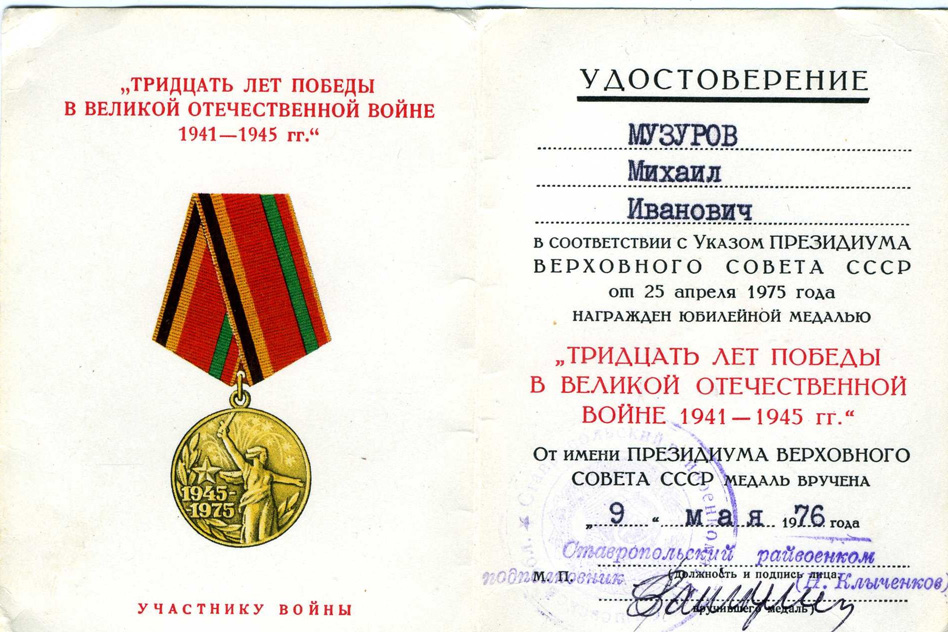 „ТРИДЦАТЬ ЛЕТ ПОБЕДЫ
В ВЕЛИКОЙ ОТЕЧЕСТВЕННОЙ ВОЙНЕ
1941—1945 гг.“
1945-
-1975
УЧАСТНИКУ ВОЙНЫ
УДОСТОВЕРЕНИЕ
МУЗУРОВ
Михаил
Иванович
В СООТВЕТСТВИИ С УКАЗОМ ПРЕЗИДИУМА
ВЕРХОВНОГО СОВЕТА СССР
от 25 апреля 1975 года
НАГРАЖДЕН ЮБИЛЕЙНОЙ МЕДАЛЬЮ
„ТРИДЦАТЬ ЛЕТ ПОБЕДЫ
В ВЕЛИКОЙ ОТЕЧЕСТВЕННОЙ
ВОЙНЕ 1941—1945 гг.“
ОТ ИМЕНИ ПРЕЗИДИУМА ВЕРХОВНОГО
СОВЕТА СССР МЕДАЛЬ ВРУЧЕНА
„ 9 “ мая 1976 года
Ставропольский райвоенком
подполковник (П. Клыченков)
М. П. (должность и подпись лица,
вручившего медаль)